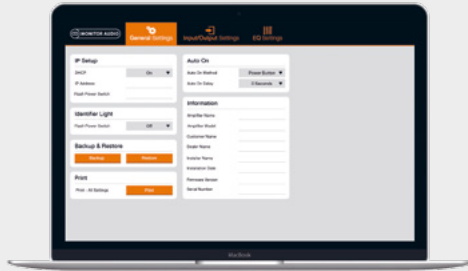 MONITOR AUDIO
General Settings
Input/Output Settings
EQ Settings
IP Setup
DHCP On
IP Address
Flash Power Switch
Identifier Light
Flash Power Switch Off
Backup & Restore
Backup Restore
Print
Print - All Settings Print
Auto On
Auto On Method Power Button
Auto On Delay 0 Seconds
Information
Amplifier Name
Amplifier Model
Customer Name
Dealer Name
Installer Name
Installation Date
Firmware Version
Serial Number
MacBook